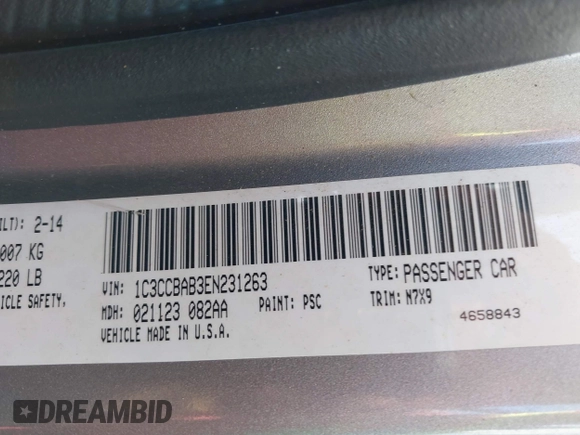 ILT): 2-14
007 KG
220 LB
ICLE SAFETY,
VIN: 1C3CCBAB3EN231263
TYPE: PASSENGER CAR
MDH: 021123 082AA
PAINT: PSC
TRIM: N7X9
VEHICLE MADE IN U.S.A.
4658843
DREAMBID